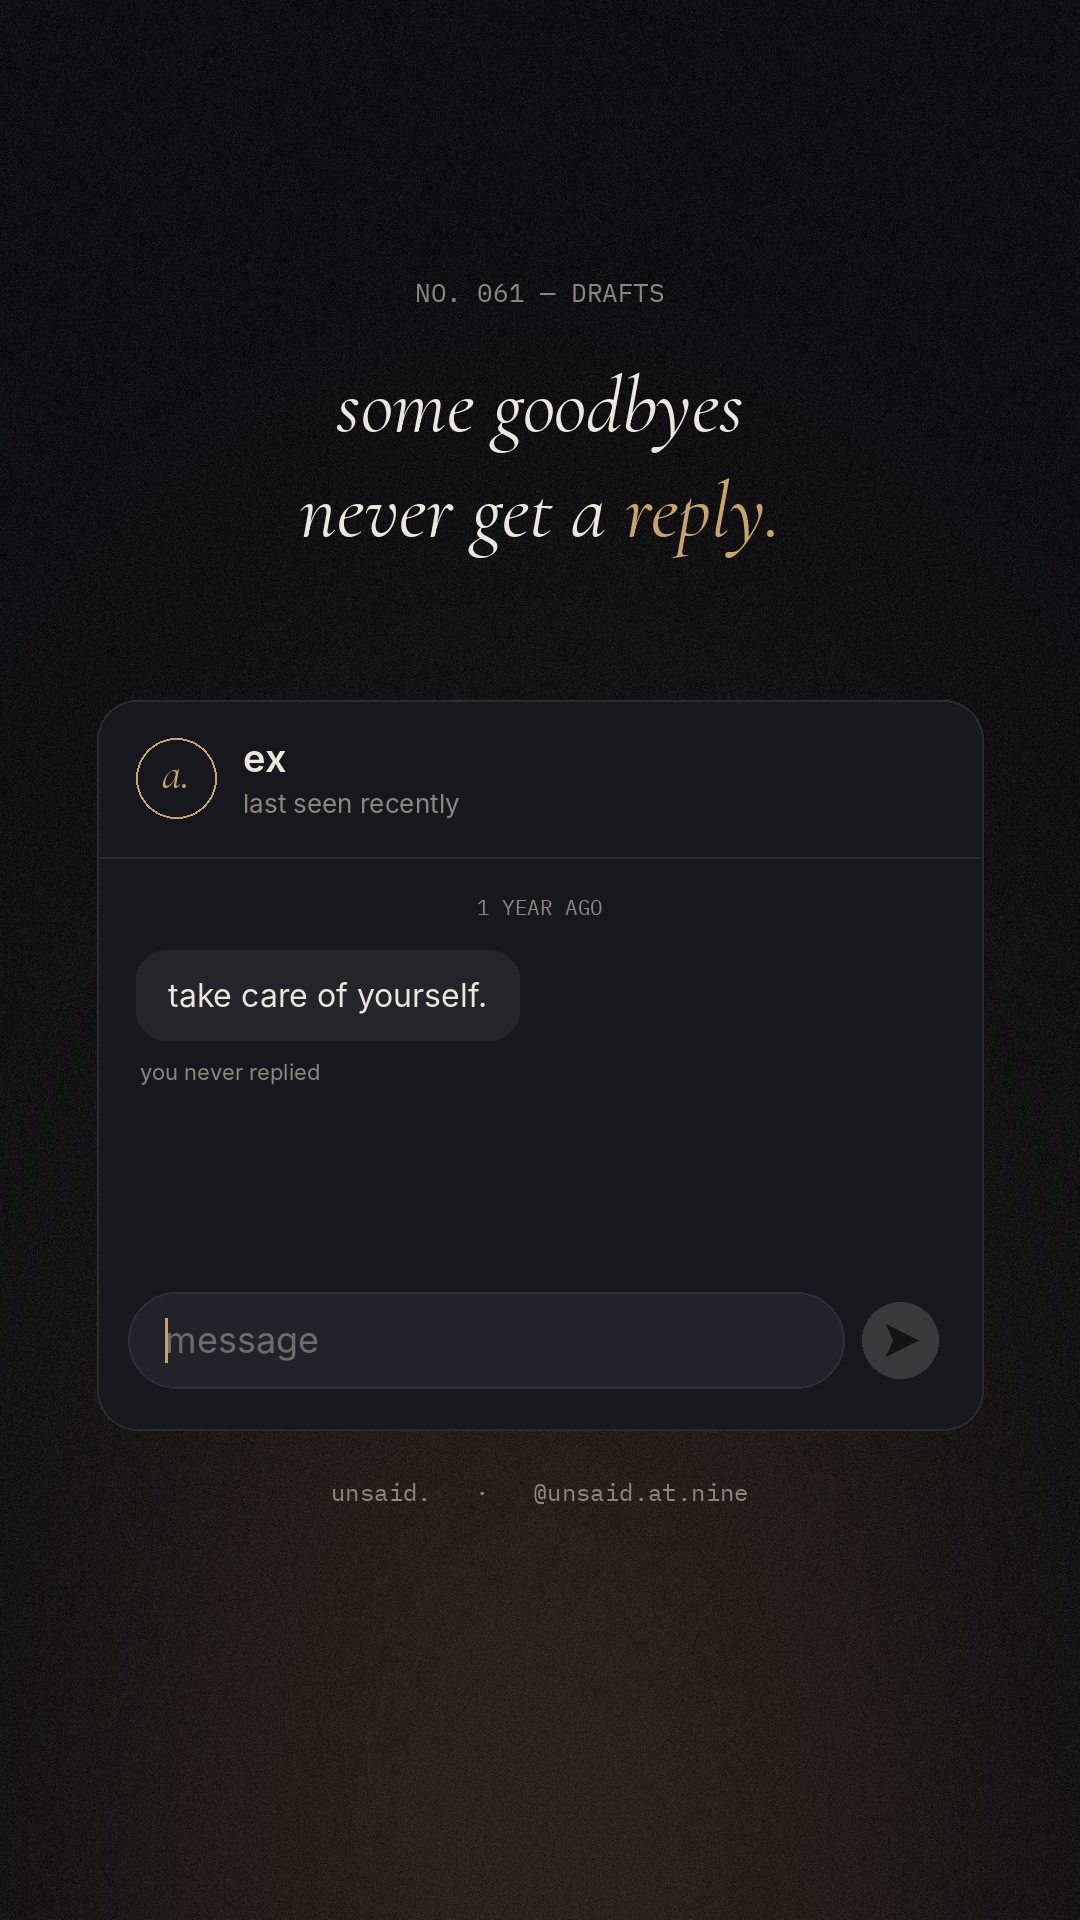 NO. 061 — DRAFTS
some goodbyes
never get a reply.
a.
ex
last seen recently
1 YEAR AGO
take care of yourself.
you never replied
message
unsaid. · @unsaid.at.nine